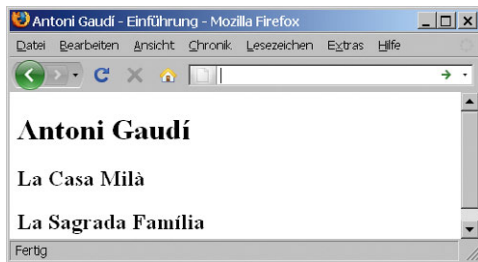 Antoni Gaudí - Einführung - Mozilla Firefox
Datei Bearbeiten Ansicht Chronik Lesezeichen Extras Hilfe
Antoni Gaudí
La Casa Milà
La Sagrada Família
Fertig